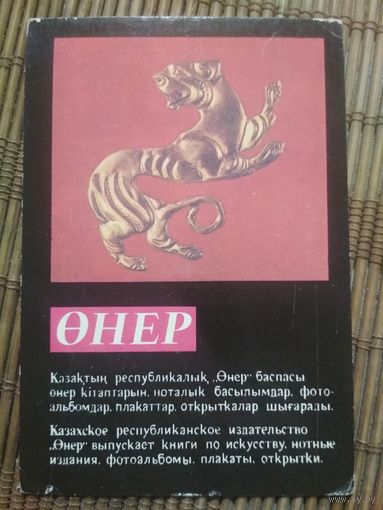 ӨНЕР
Қазақтың республикалық „Өнер" баспасы
өнер кітаптарын, ноталық басылымдар, фото-
альбомдар, плакаттар, открыткалар шығарады.
Казахское республиканское издательство
„Өнер" выпускает книги по искусству, нотные
издания, фотоальбомы, плакаты, открытки.